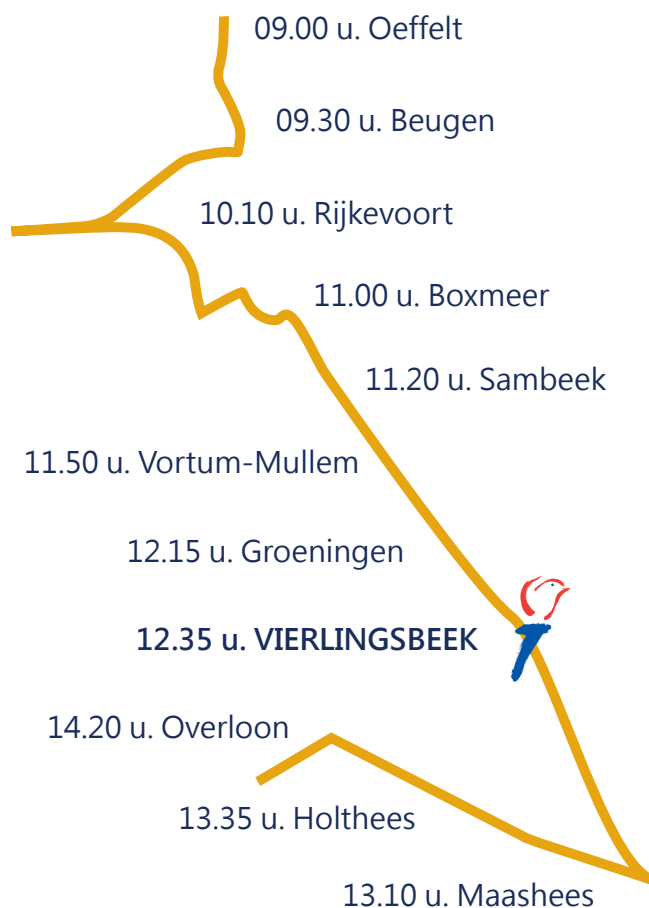 09.00 u. Oeffelt
09.30 u. Beugen
10.10 u. Rijkevoort
11.00 u. Boxmeer
11.20 u. Sambeek
11.50 u. Vortum-Mullem
12.15 u. Groeningen
12.35 u. VIERLINGSBEEK
14.20 u. Overloon
13.35 u. Holthees
13.10 u. Maashees